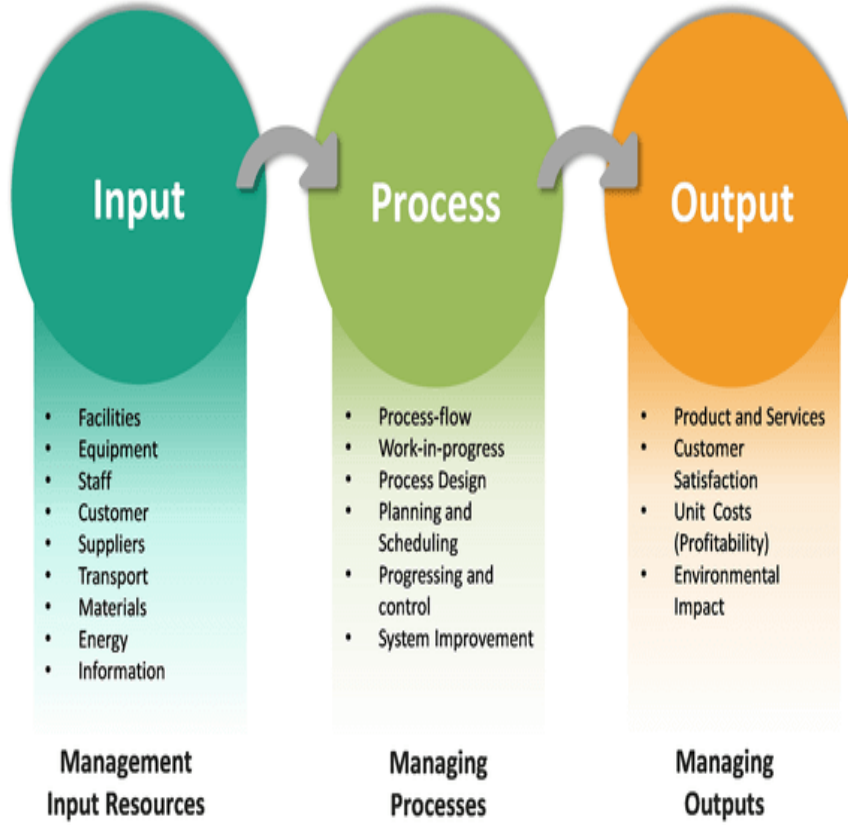 Input
Process
Output
• Facilities
• Equipment
• Staff
• Customer
• Suppliers
• Transport
• Materials
• Energy
• Information
• Process-flow
• Work-in-progress
• Process Design
• Planning and
Scheduling
• Progressing and
control
• System Improvement
• Product and Services
• Customer
Satisfaction
• Unit Costs
(Profitability)
• Environmental
Impact
Management
Input Resources
Managing
Processes
Managing
Outputs